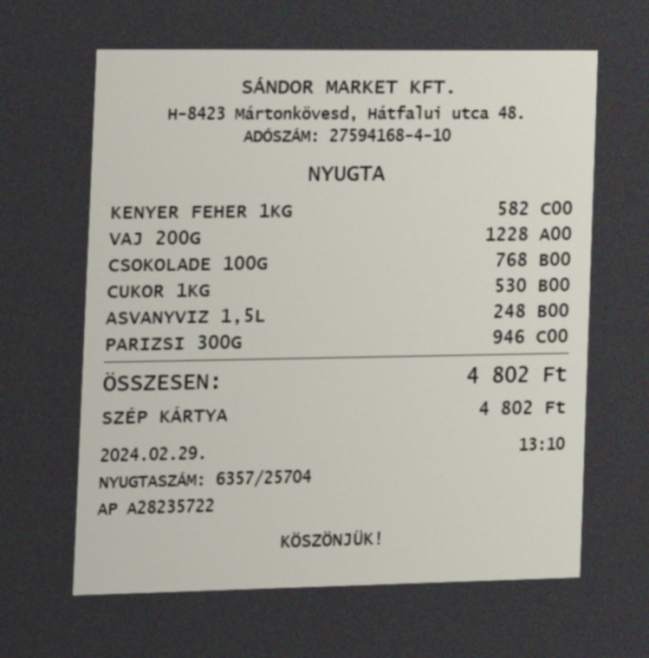 SÁNDOR MARKET KFT.
H-8423 Mártonkövesd, Hátfalui utca 48.
ADÓSZÁM: 27594168-4-10
NYUGTA
KENYER FEHER 1KG 582 C00
VAJ 200G 1228 A00
CSOKOLADE 100G 768 B00
CUKOR 1KG 530 B00
ASVANYVIZ 1,5L 248 B00
PARIZSI 300G 946 C00
ÖSSZESEN: 4 802 Ft
SZÉP KÁRTYA 4 802 Ft
2024.02.29. 13:10
NYUGTASZÁM: 6357/25704
AP A28235722
KÖSZÖNJÜK!